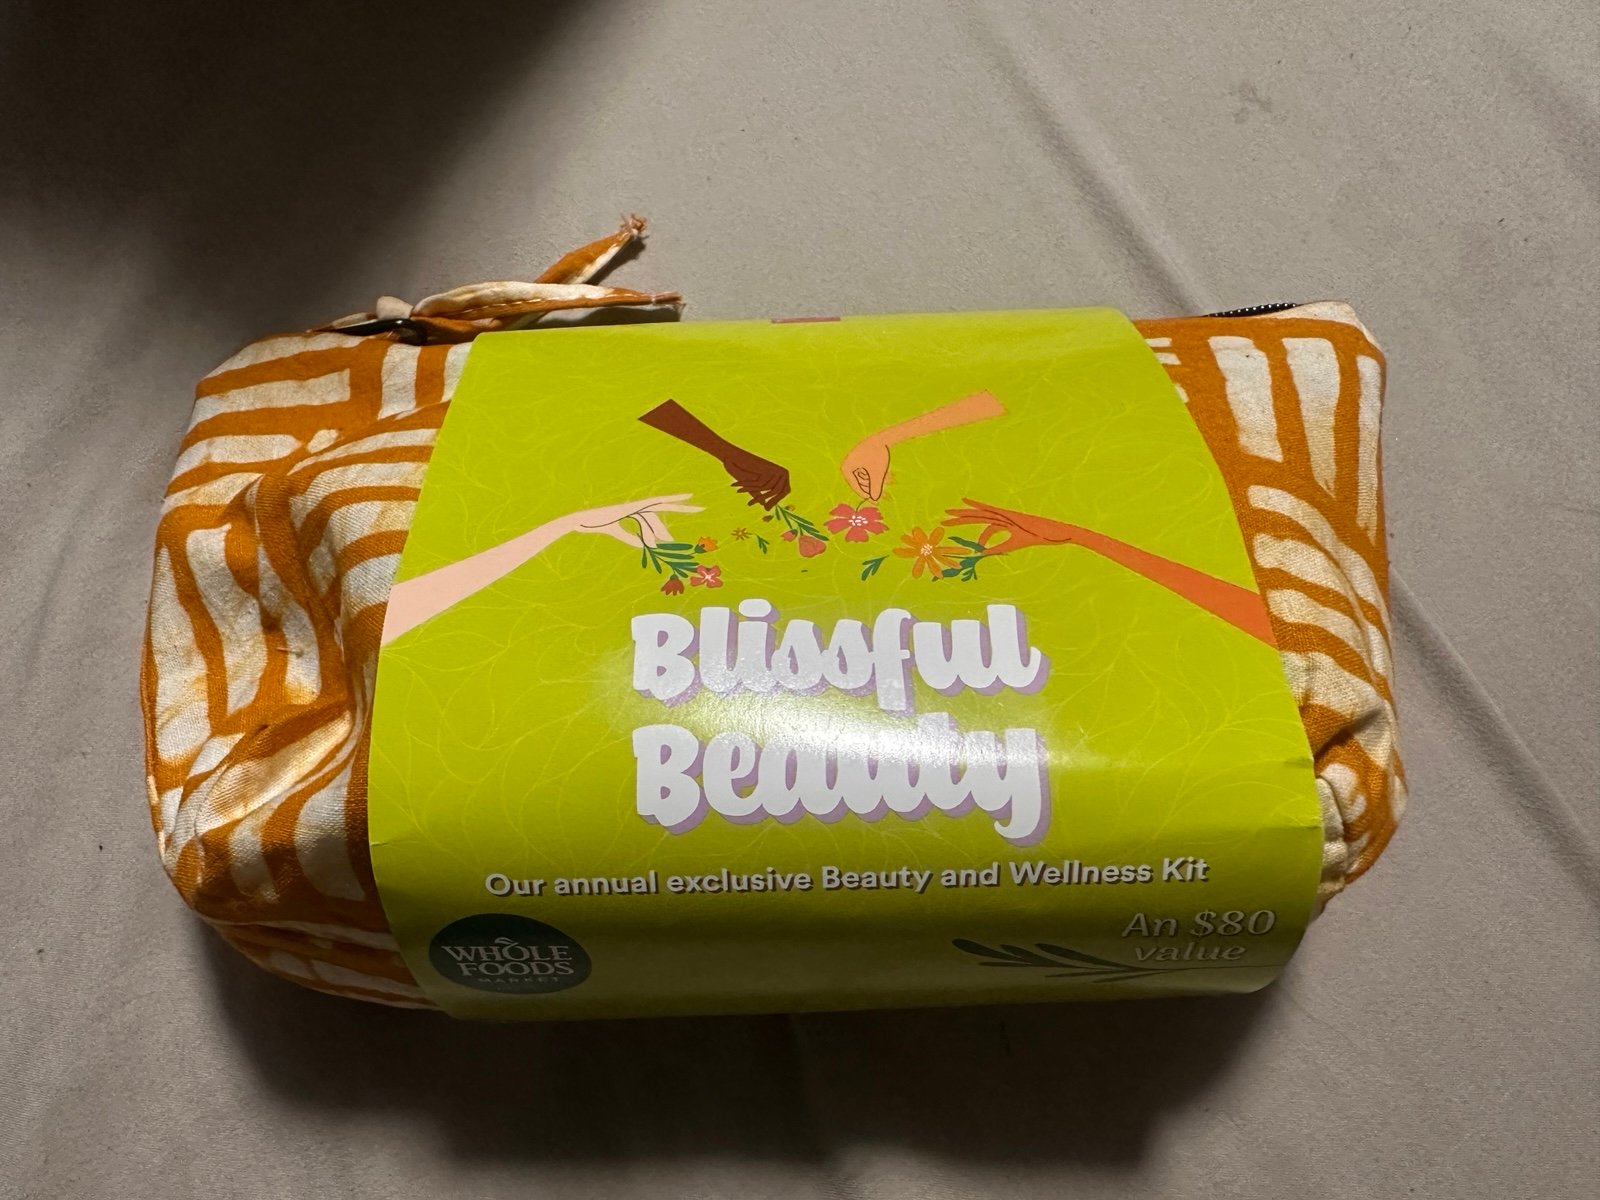 Blissful
Beauty
Our annual exclusive Beauty and Wellness Kit
An $80
value
WHOLE
FOODS
MARKET